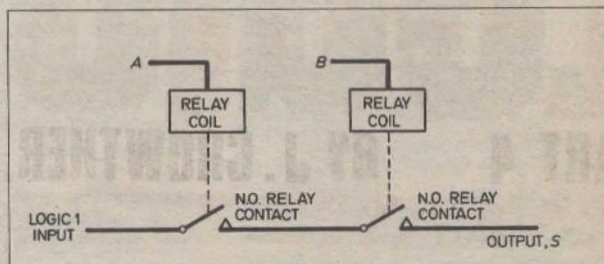 A
B
RELAY
COIL
RELAY
COIL
N.O. RELAY
CONTACT
N.O. RELAY
CONTACT
LOGIC 1
INPUT
OUTPUT, S